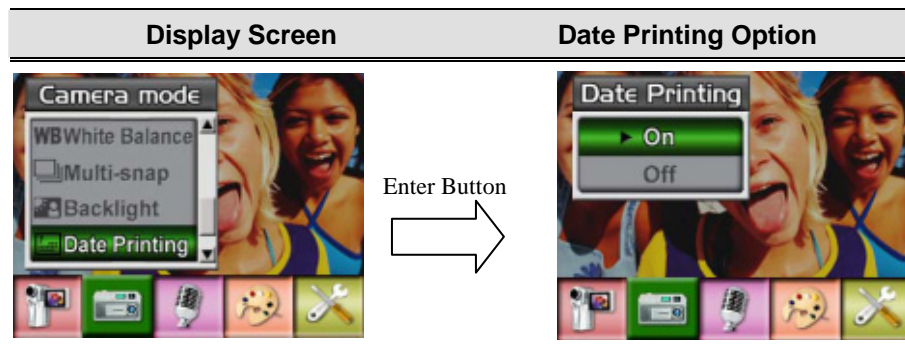 Display Screen Date Printing Option
Camera mode
WB White Balance
Multi-snap
Backlight
Date Printing
Enter Button
Date Printing
On
Off